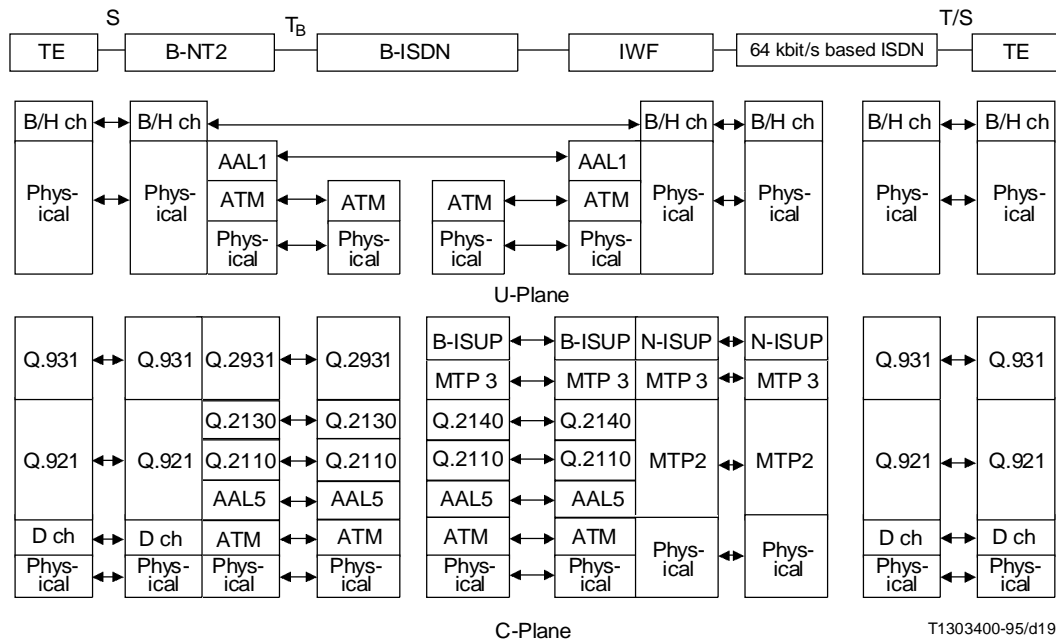 S T_B T/S
TE B-NT2 B-ISDN IWF 64 kbit/s based ISDN TE
B/H ch B/H ch B/H ch B/H ch B/H ch B/H ch
AAL1 AAL1
Phys- Phys- ATM ATM ATM ATM Phys- Phys- Phys- Phys-
ical ical ical ical ical ical
Phys- Phys- Phys- Phys-
ical ical ical ical
U-Plane
B-ISUP B-ISUP N-ISUP N-ISUP
Q.931 Q.931 Q.2931 Q.2931 Q.931 Q.931
MTP 3 MTP 3 MTP 3 MTP 3
Q.2130 Q.2130 Q.2140 Q.2140
Q.921 Q.921 Q.2110 Q.2110 Q.2110 Q.2110 MTP2 MTP2 Q.921 Q.921
AAL5 AAL5 AAL5 AAL5
D ch D ch ATM ATM ATM ATM D ch D ch
Phys- Phys-
ical ical
Phys- Phys- Phys- Phys- Phys- Phys- Phys- Phys-
ical ical ical ical ical ical ical ical
C-Plane
T1303400-95/d19